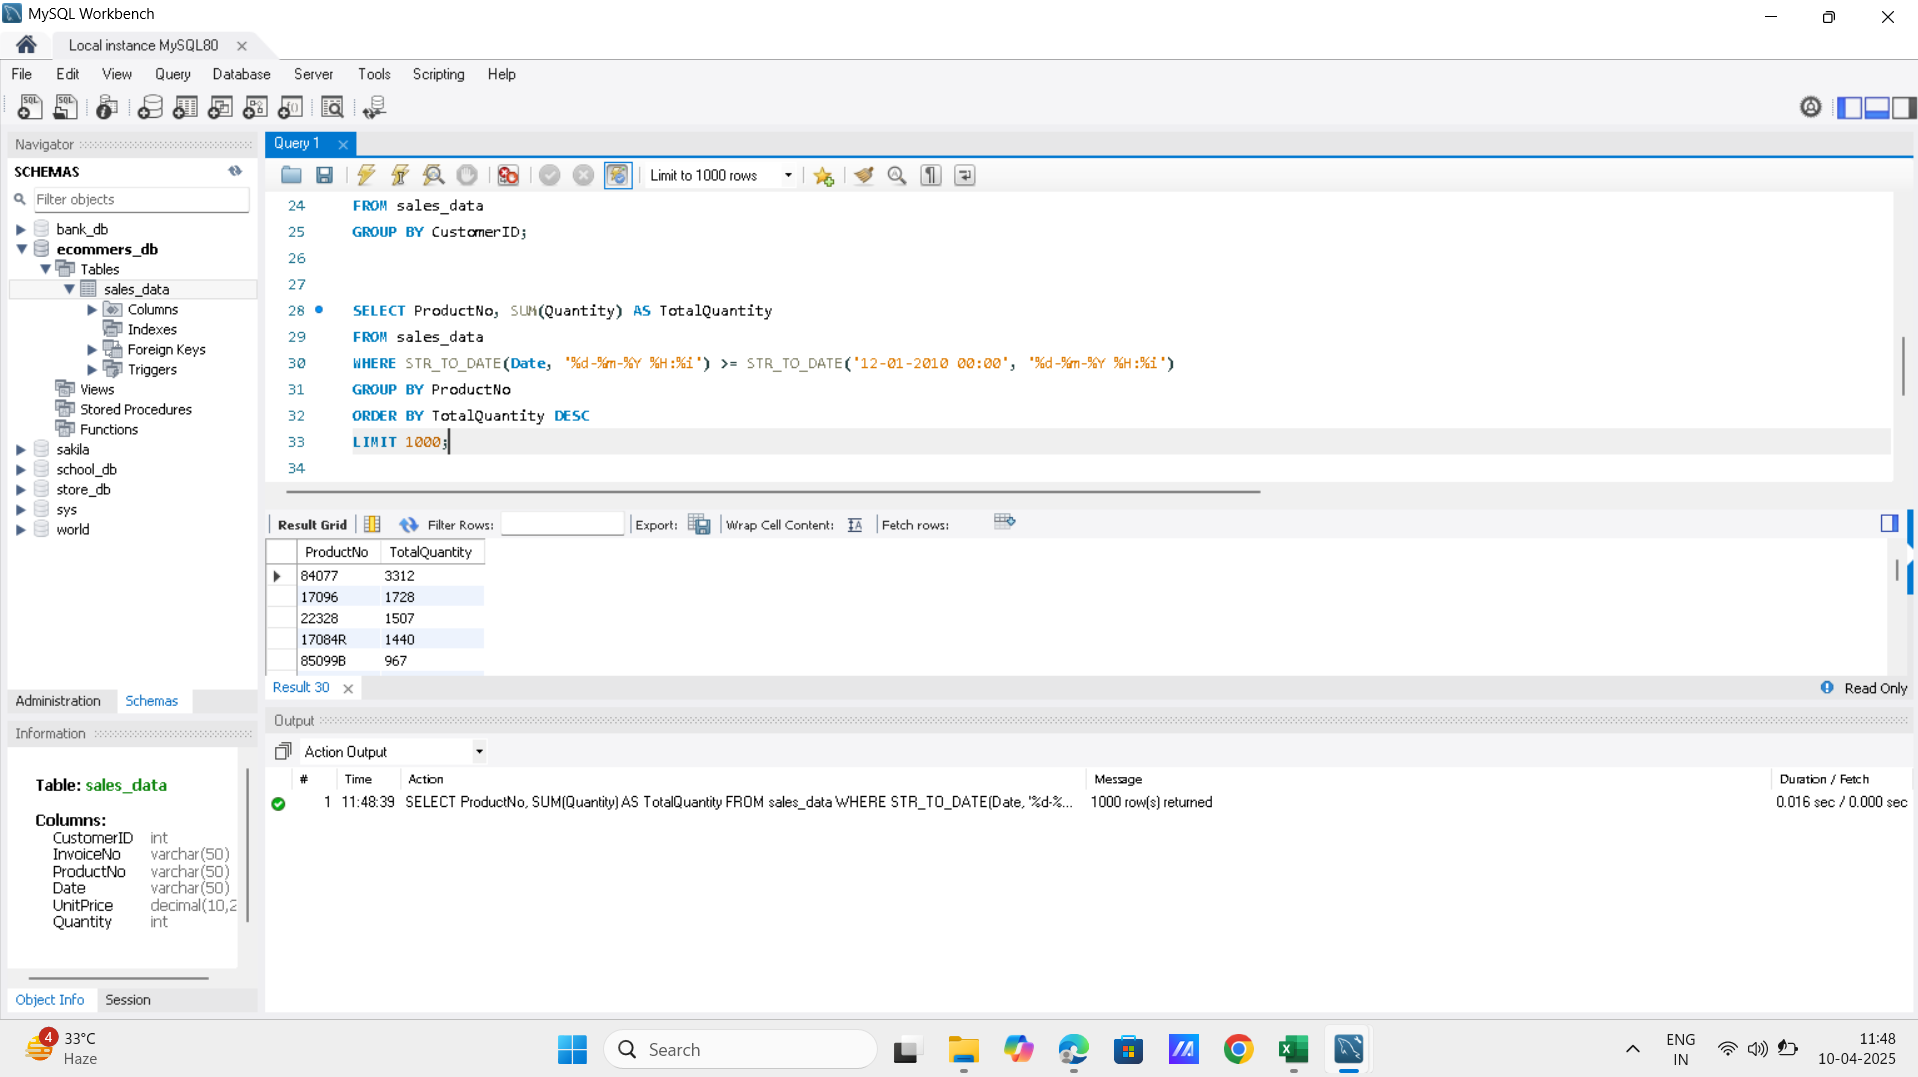 MySQL Workbench
Local instance MySQL80
File Edit View Query Database Server Tools Scripting Help
Navigator
SCHEMAS
Filter objects
bank_db
ecommers_db
Tables
sales_data
Columns
Indexes
Foreign Keys
Triggers
Views
Stored Procedures
Functions
sakila
school_db
store_db
sys
world
Administration Schemas
Information
Table: sales_data
Columns:
CustomerID int
InvoiceNo varchar(50)
ProductNo varchar(50)
Date varchar(50)
UnitPrice decimal(10,2
Quantity int
Object Info Session
Query 1
Limit to 1000 rows
24 FROM sales_data
25 GROUP BY CustomerID;
26
27
28 SELECT ProductNo, SUM(Quantity) AS TotalQuantity
29 FROM sales_data
30 WHERE STR_TO_DATE(Date, '%d-%m-%Y %H:%i') >= STR_TO_DATE('12-01-2010 00:00', '%d-%m-%Y %H:%i')
31 GROUP BY ProductNo
32 ORDER BY TotalQuantity DESC
33 LIMIT 1000;
34
Result Grid Filter Rows: Export: Wrap Cell Content: IA Fetch rows:
ProductNo TotalQuantity
84077 3312
17096 1728
22328 1507
17084R 1440
85099B 967
Result 30 Read Only
Output
Action Output
# Time Action Message Duration / Fetch
1 11:48:39 SELECT ProductNo, SUM(Quantity) AS TotalQuantity FROM sales_data WHERE STR_TO_DATE(Date, '%d-%... 1000 row(s) returned 0.016 sec / 0.000 sec
4 33°C
Haze
Search
ENG
IN
11:48
10-04-2025